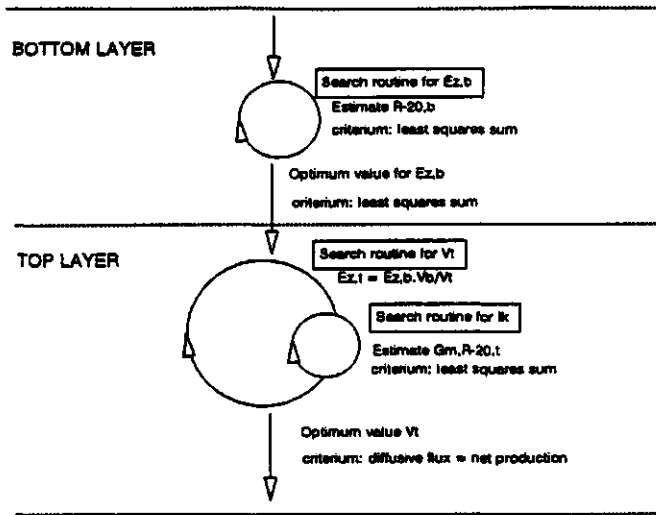 BOTTOM LAYER
Search routine for Ez,b
Estimate R-20,b
criterium: least squares sum
Optimum value for Ez,b
criterium: least squares sum
TOP LAYER
Search routine for Vt
Ez,t = Ez,b.Vb/Vt
Search routine for Ik
Estimate Gm,R-20,t
criterium: least squares sum
Optimum value Vt
criterium: diffusive flux = net production